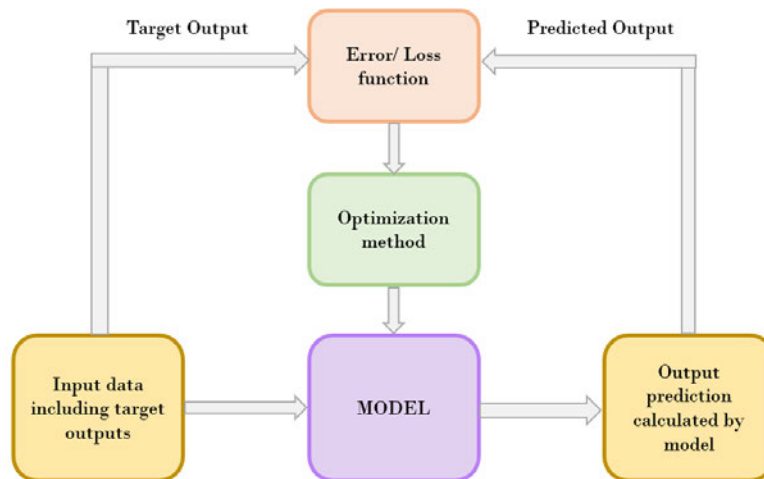 Target Output
Error/ Loss
function
Predicted Output
Optimization
method
Input data
including target
outputs
MODEL
Output
prediction
calculated by
model